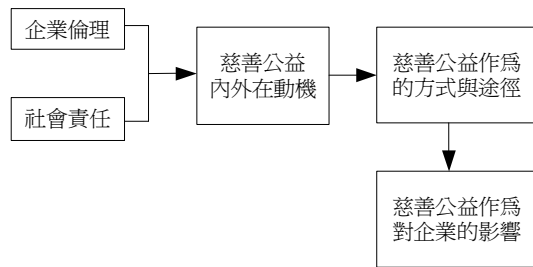 企業倫理
社會責任
慈善公益
內外在動機
慈善公益作為
的方式與途徑
慈善公益作為
對企業的影響